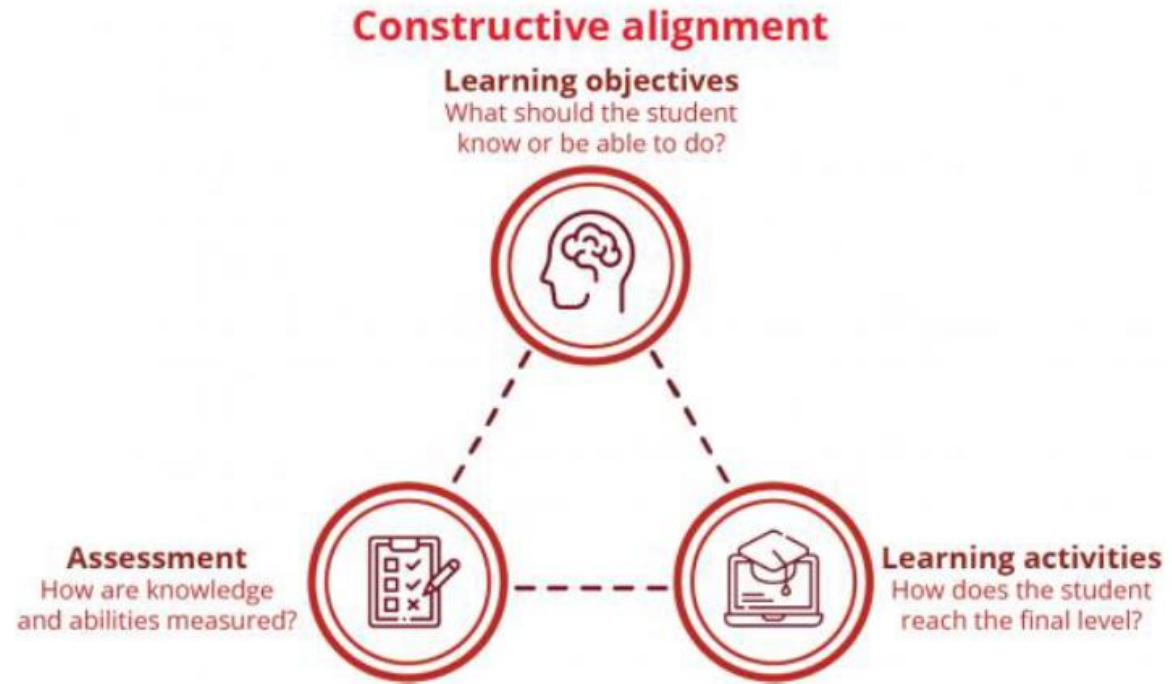 Constructive alignment
Learning objectives
What should the student
know or be able to do?
Assessment
How are knowledge
and abilities measured?
Learning activities
How does the student
reach the final level?